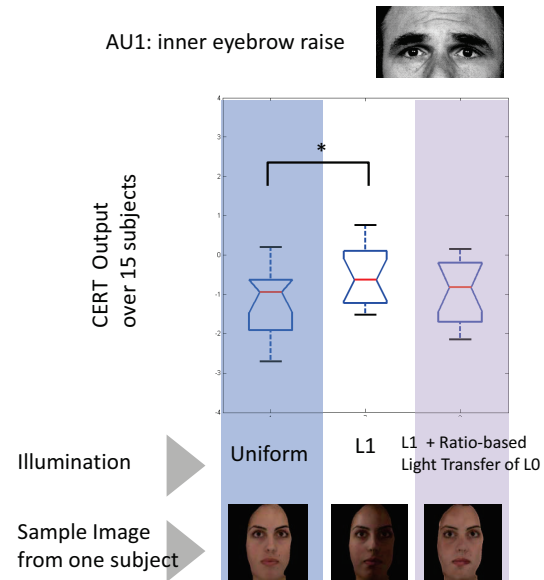 AU1: inner eyebrow raise
4
3
2
1
0
-1
-2
-3
-4
CERT Output
over 15 subjects
*
Illumination
Uniform
L1
L1 + Ratio-based
Light Transfer of L0
Sample Image
from one subject